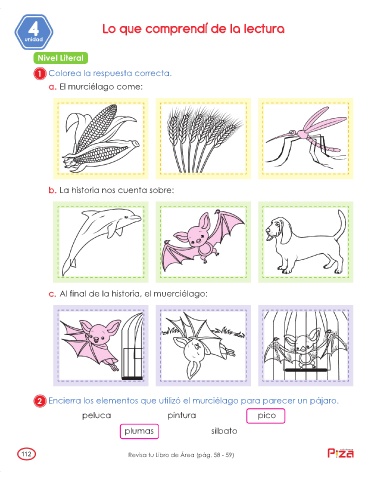 4
unidad
Lo que comprendí de la lectura
Nivel Literal
1 Colorea la respuesta correcta.
a. El murciélago come:
b. La historia nos cuenta sobre:
c. Al final de la historia, el muerciélago:
2 Encierra los elementos que utilizó el murciélago para parecer un pájaro.
peluca pintura pico
plumas silbato
112
Revisa tu Libro de Área (pág. 58 - 59)
Piza